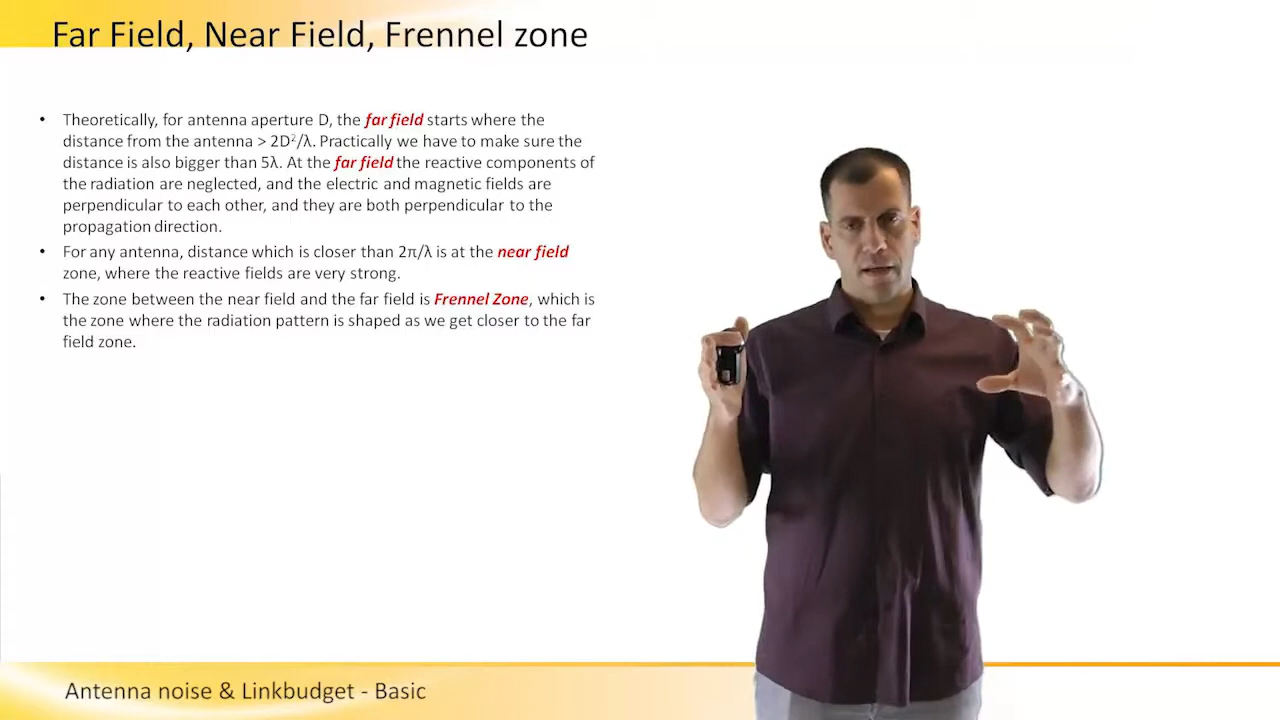 Far Field, Near Field, Frennel zone
• Theoretically, for antenna aperture D, the far field starts where the
distance from the antenna > 2D²/λ. Practically we have to make sure the
distance is also bigger than 5λ. At the far field the reactive components of
the radiation are neglected, and the electric and magnetic fields are
perpendicular to each other, and they are both perpendicular to the
propagation direction.
• For any antenna, distance which is closer than 2π/λ is at the near field
zone, where the reactive fields are very strong.
• The zone between the near field and the far field is Frennel Zone, which is
the zone where the radiation pattern is shaped as we get closer to the far
field zone.
Antenna noise & Linkbudget - Basic